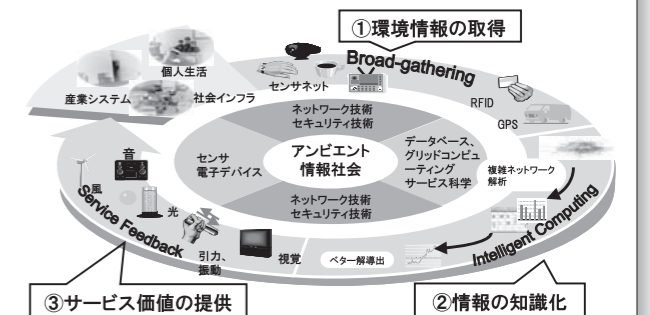 ①環境情報の取得
Broad-gathering
個人生活
産業システム
社会インフラ
センサネット
RFID
GPS
ネットワーク技術
セキュリティ技術
センサ
電子デバイス
アンビエント
情報社会
データベース、
グリッドコンピュ
ーティング
サービス科学
複雑ネットワーク
解析
ネットワーク技術
セキュリティ技術
音
風
光
引力、
振動
視覚
Service Feedback
ベター解導出
Intelligent Computing
③サービス価値の提供
②情報の知識化